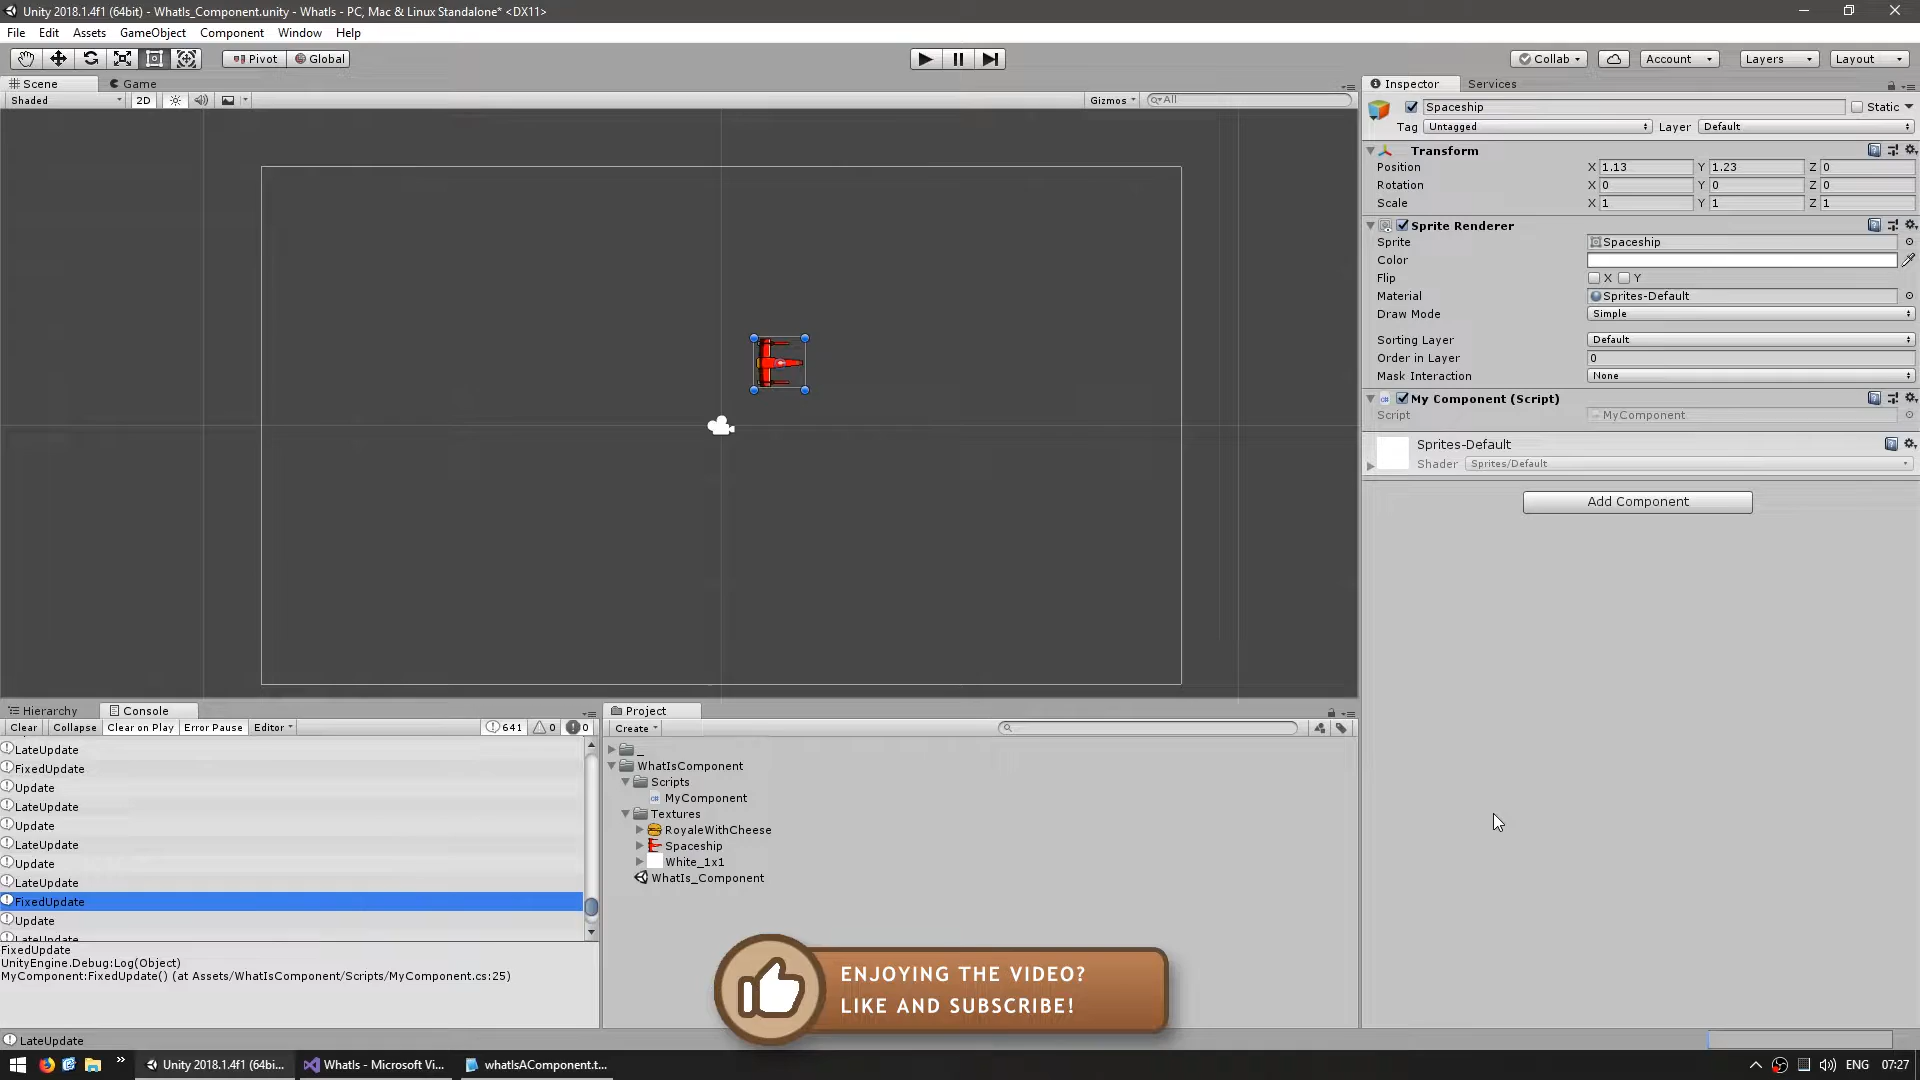 Unity 2018.1.4f1 (64bit) - WhatIs_Component.unity - WhatIs - PC, Mac & Linux Standalone* <DX11>
File Edit Assets GameObject Component Window Help
Pivot Global Collab Account Layers Layout
Scene Game
Shaded 2D Gizmos All
Inspector Services
Spaceship Static
Tag Untagged Layer Default
Transform
Position X 1.13 Y 1.23 Z 0
Rotation X 0 Y 0 Z 0
Scale X 1 Y 1 Z 1
Sprite Renderer
Sprite Spaceship
Color
Flip X Y
Material Sprites-Default
Draw Mode Simple
Sorting Layer Default
Order in Layer 0
Mask Interaction None
My Component (Script)
Script MyComponent
Sprites-Default
Shader Sprites/Default
Add Component
Hierarchy Console
Clear Collapse Clear on Play Error Pause Editor 641 0 0
LateUpdate
FixedUpdate
Update
LateUpdate
Update
LateUpdate
Update
LateUpdate
FixedUpdate
Update
LateUpdate
FixedUpdate
UnityEngine.Debug:Log(Object)
MyComponent:FixedUpdate() (at Assets/WhatIsComponent/Scripts/MyComponent.cs:25)
Project
Create
_
WhatIsComponent
Scripts
MyComponent
Textures
RoyaleWithCheese
Spaceship
White_1x1
WhatIs_Component
ENJOYING THE VIDEO?
LIKE AND SUBSCRIBE!
LateUpdate
Unity 2018.1.4f1 (64bi... WhatIs - Microsoft Vi... whatIsAComponent.t... ENG 07:27